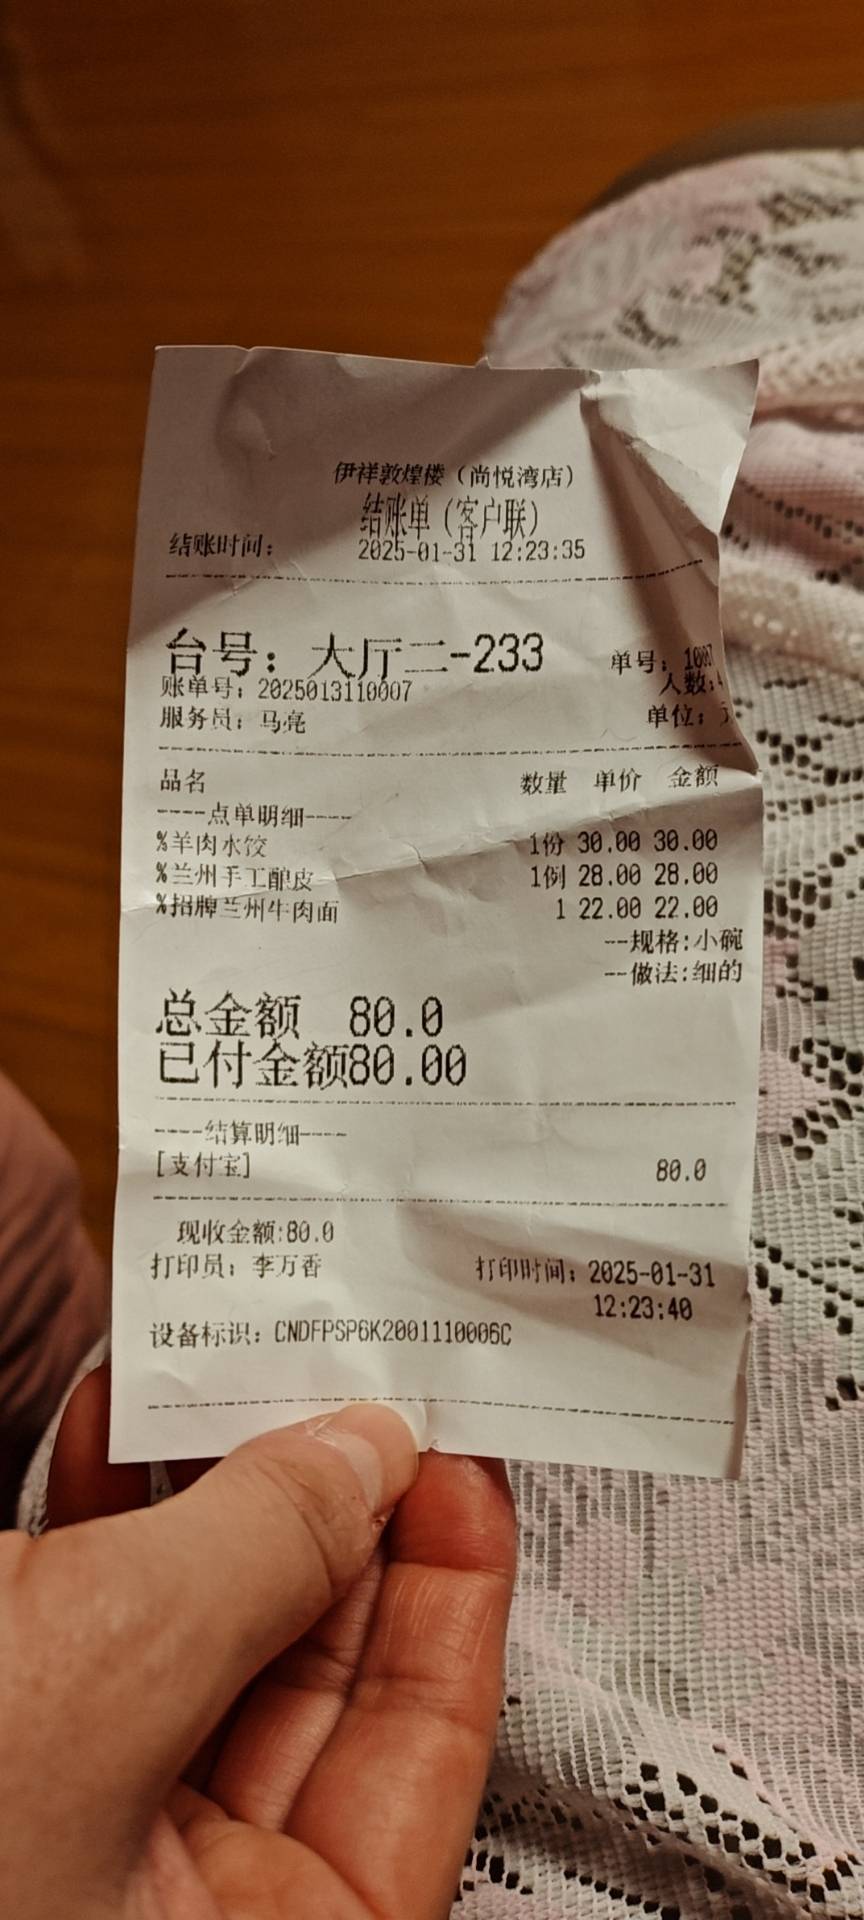 伊祥敦煌楼（尚悦湾店）
结账单（客户联）
结账时间： 2025-01-31 12:23:35
台号：大厅二-233 单号：1007
账单号：2025013110007 人数:4
服务员：马亮 单位：元
品名 数量 单价 金额
----点单明细----
%羊肉水饺 1份 30.00 30.00
%兰州手工酿皮 1例 28.00 28.00
%招牌兰州牛肉面 1 22.00 22.00
--规格:小碗
--做法:细的
总金额 80.0
已付金额80.00
----结算明细----
[支付宝] 80.0
现收金额:80.0
打印员：李万香 打印时间：2025-01-31
12:23:40
设备标识：CNDFPSP6K2001110006C